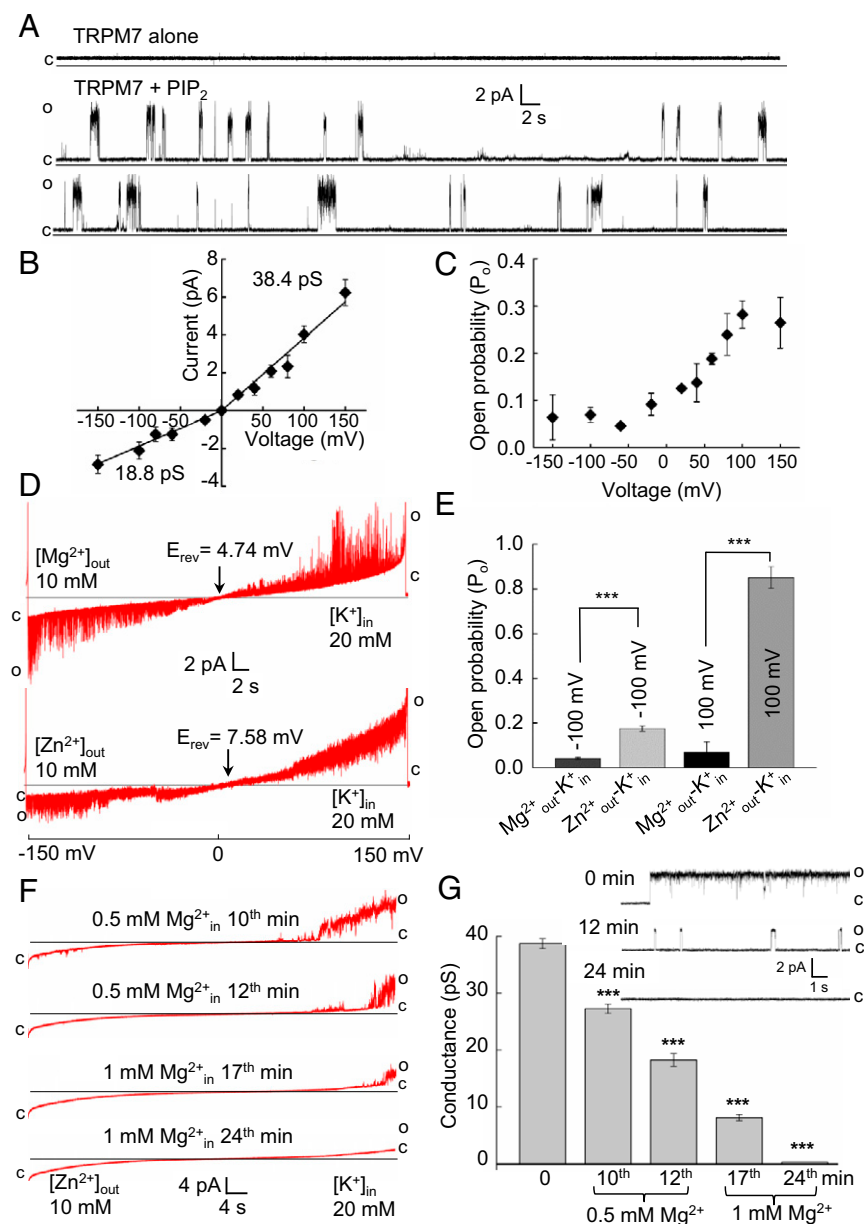 A
TRPM7 alone
c
TRPM7 + PIP2
2 pA
2 s
o
c
o
c
B
Current (pA)
8
6
4
2
-2
-4
38.4 pS
18.8 pS
-150 -100 -50 50 100 150
Voltage (mV)
C
Open probability (Po)
0.4
0.3
0.2
0.1
0.0
-150 -100 -50 0 50 100 150
Voltage (mV)
D
[Mg2+]out
10 mM
Erev= 4.74 mV
o
c
c
o
[K+]in
20 mM
2 pA
2 s
[Zn2+]out
10 mM
Erev= 7.58 mV
o
c
c
o
[K+]in
20 mM
-150 mV 0 150 mV
E
Open probability (Po)
1.0
0.8
0.6
0.4
0.2
0.0
***
***
-100 mV
-100 mV
100 mV
100 mV
Mg2+out-K+in
Zn2+out-K+in
Mg2+out-K+in
Zn2+out-K+in
F
0.5 mM Mg2+in 10th min
o
c
c
0.5 mM Mg2+in 12th min
o
c
c
1 mM Mg2+in 17th min
o
c
c
1 mM Mg2+in 24th min
o
c
c
[Zn2+]out
10 mM
4 pA
4 s
[K+]in
20 mM
G
0 min
o
c
12 min
o
c
2 pA
1 s
24 min
c
Conductance (pS)
40
30
20
10
0
***
***
***
***
0 10th 12th 17th 24th min
0.5 mM Mg2+ 1 mM Mg2+